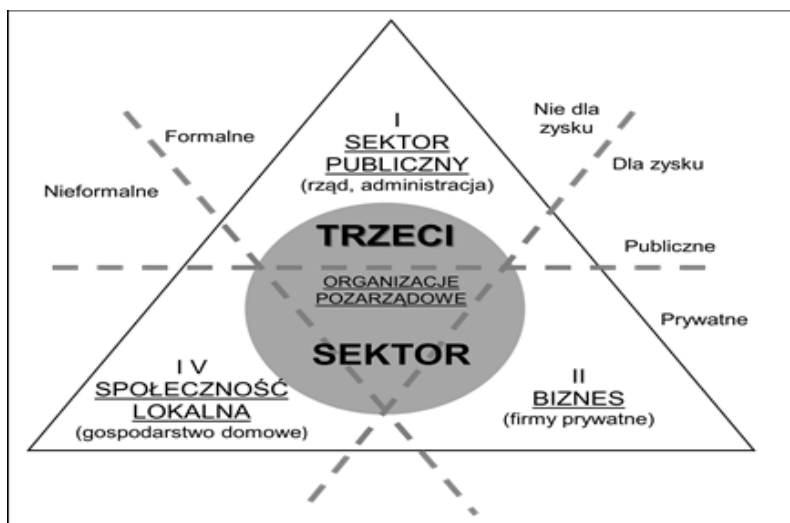 I
SEKTOR
PUBLICZNY
(rząd, administracja)
Formalne
Nieformalne
Nie dla
zysku
Dla zysku
Publiczne
Prywatne
TRZECI
ORGANIZACJE
POZARZĄDOWE
SEKTOR
I V
SPOŁECZNOŚĆ
LOKALNA
(gospodarstwo domowe)
II
BIZNES
(firmy prywatne)